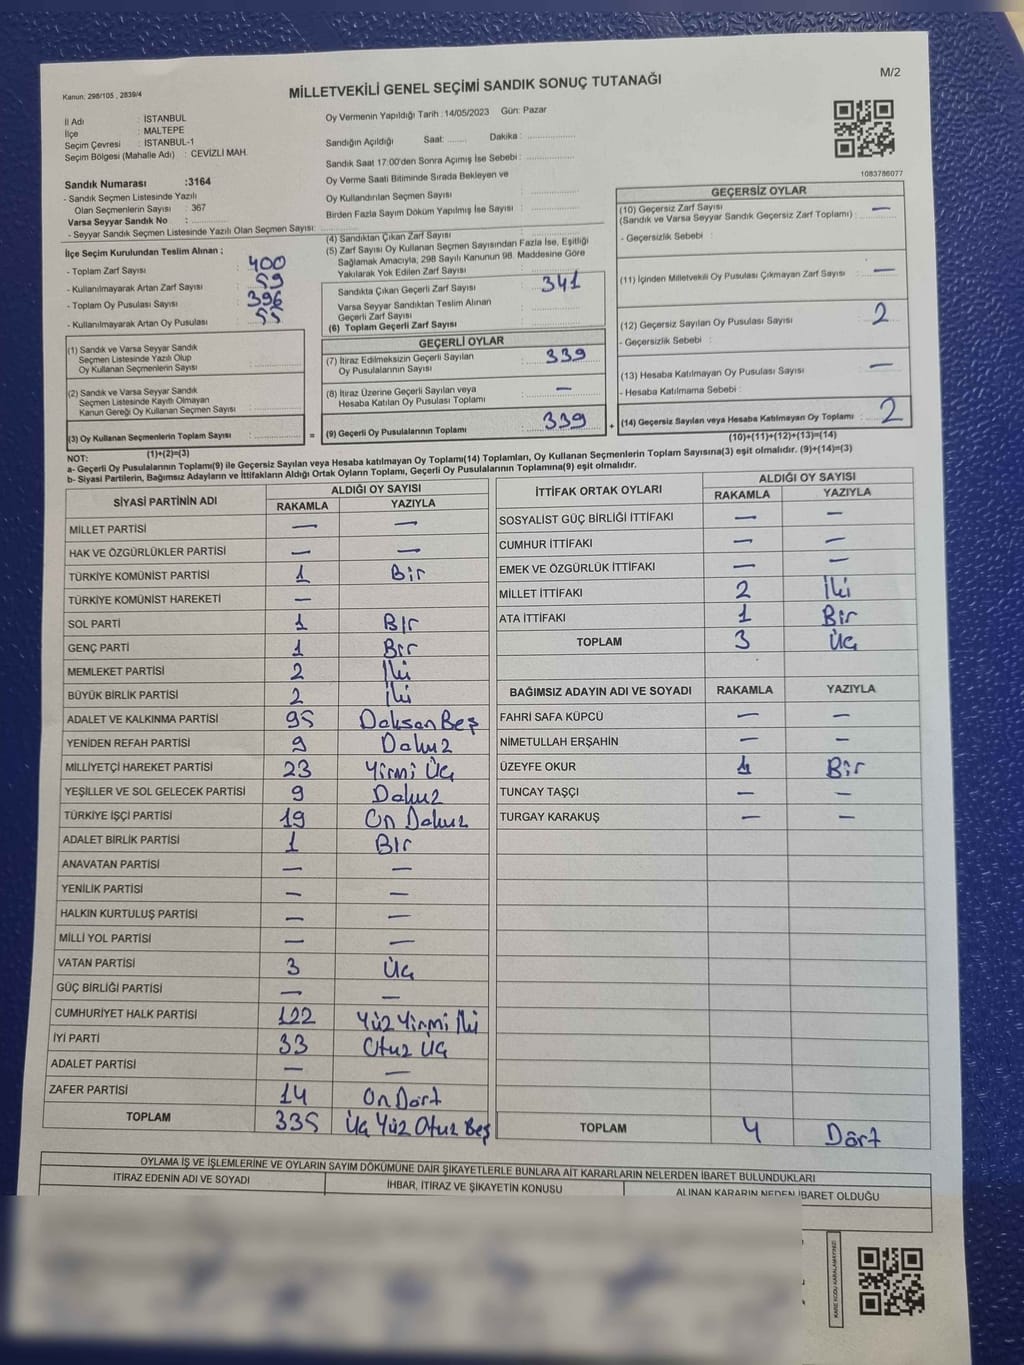 M/2
Kanun: 298/105 , 2839/4
MİLLETVEKİLİ GENEL SEÇİMİ SANDIK SONUÇ TUTANAĞI
İl Adı : İSTANBUL
İlçe : MALTEPE
Seçim Çevresi : İSTANBUL-1
Seçim Bölgesi (Mahalle Adı) : CEVİZLİ MAH.
Oy Vermenin Yapıldığı Tarih : 14/05/2023 Gün: Pazar
Sandığın Açıldığı Saat: ........ Dakika : ................
Sandık Saat 17:00'den Sonra Açımış İse Sebebi : ................
Oy Verme Saati Bitiminde Sırada Bekleyen ve
Oy Kullandırılan Seçmen Sayısı : ................
Birden Fazla Sayım Döküm Yapılmış İse Sayısı : ................
1083786077
Sandık Numarası :3164
- Sandık Seçmen Listesinde Yazılı
Olan Seçmenlerin Sayısı : 367
Varsa Seyyar Sandık No : ............
- Seyyar Sandık Seçmen Listesinde Yazılı Olan Seçmen Sayısı: ................
İlçe Seçim Kurulundan Teslim Alınan ;
- Toplam Zarf Sayısı : 400
- Kullanılmayarak Artan Zarf Sayısı : 59
- Toplam Oy Pusulası Sayısı : 396
- Kullanılmayarak Artan Oy Pusulası : 55
(1) Sandık ve Varsa Seyyar Sandık
Seçmen Listesinde Yazılı Olup
Oy Kullanan Seçmenlerin Sayısı : ................
(2) Sandık ve Varsa Seyyar Sandık
Seçmen Listesinde Kayıtlı Olmayan
Kanun Gereği Oy Kullanan Seçmen Sayısı : ................
(3) Oy Kullanan Seçmenlerin Toplam Sayısı : ................
(1)+(2)=(3)
(4) Sandıktan Çıkan Zarf Sayısı : ................
(5) Zarf Sayısı Oy Kullanan Seçmen Sayısından Fazla İse, Eşitliği
Sağlamak Amacıyla, 298 Sayılı Kanunun 98. Maddesine Göre
Yakılarak Yok Edilen Zarf Sayısı : ................
Sandıkta Çıkan Geçerli Zarf Sayısı : 341
Varsa Seyyar Sandıktan Teslim Alınan
Geçerli Zarf Sayısı : ................
(6) Toplam Geçerli Zarf Sayısı : ................
GEÇERLİ OYLAR
(7) İtiraz Edilmeksizin Geçerli Sayılan
Oy Pusulasının Sayısı : 339
(8) İtiraz Üzerine Geçerli Sayılan veya
Hesaba Katılan Oy Pusulası Toplamı : —
= (9) Geçerli Oy Pusulalarının Toplamı : 339 +
GEÇERSİZ OYLAR
(10) Geçersiz Zarf Sayısı
(Sandık ve Varsa Seyyar Sandık Geçersiz Zarf Toplamı) : —
- Geçersizlik Sebebi :
(11) İçinden Milletvekili Oy Pusulası Çıkmayan Zarf Sayısı : —
(12) Geçersiz Sayılan Oy Pusulası Sayısı : 2
- Geçersizlik Sebebi :
(13) Hesaba Katılmayan Oy Pusulası Sayısı : —
- Hesaba Katılmama Sebebi :
(14) Geçersiz Sayılan veya Hesaba Katılmayan Oy Toplamı : 2
(10)+(11)+(12)+(13)=(14)
NOT:
a- Geçerli Oy Pusulalarının Toplamı(9) ile Geçersiz Sayılan veya Hesaba katılmayan Oy Toplamı(14) Toplamları, Oy Kullanan Seçmenlerin Toplam Sayısına(3) eşit olmalıdır. (9)+(14)=(3)
b- Siyasi Partilerin, Bağımsız Adayların ve İttifakların Aldığı Ortak Oyların Toplamı, Geçerli Oy Pusulalarının Toplamına(9) eşit olmalıdır.
SİYASİ PARTİNİN ADI ALDIĞI OY SAYISI
RAKAMLA YAZIYLA
MİLLET PARTİSİ — —
HAK VE ÖZGÜRLÜKLER PARTİSİ — —
TÜRKİYE KOMÜNİST PARTİSİ 1 Bir
TÜRKİYE KOMÜNİST HAREKETİ —
SOL PARTİ 1 Bir
GENÇ PARTİ 1 Bir
MEMLEKET PARTİSİ 2 İki
BÜYÜK BİRLİK PARTİSİ 2 İki
ADALET VE KALKINMA PARTİSİ 95 Doksan Beş
YENİDEN REFAH PARTİSİ 9 Dokuz
MİLLİYETÇİ HAREKET PARTİSİ 23 Yirmi Üç
YEŞİLLER VE SOL GELECEK PARTİSİ 9 Dokuz
TÜRKİYE İŞÇİ PARTİSİ 19 On Dokuz
ADALET BİRLİK PARTİSİ 1 Bir
ANAVATAN PARTİSİ — —
YENİLİK PARTİSİ — —
HALKIN KURTULUŞ PARTİSİ — —
MİLLİ YOL PARTİSİ — —
VATAN PARTİSİ 3 Üç
GÜÇ BİRLİĞİ PARTİSİ — —
CUMHURİYET HALK PARTİSİ 122 Yüz Yirmi İki
İYİ PARTİ 33 Otuz Üç
ADALET PARTİSİ — —
ZAFER PARTİSİ 14 On Dört
TOPLAM 335 Üç Yüz Otuz Beş
İTTİFAK ORTAK OYLARI ALDIĞI OY SAYISI
RAKAMLA YAZIYLA
SOSYALİST GÜÇ BİRLİĞİ İTTİFAKI — —
CUMHUR İTTİFAKI — —
EMEK VE ÖZGÜRLÜK İTTİFAKI — —
MİLLET İTTİFAKI 2 İki
ATA İTTİFAKI 1 Bir
TOPLAM 3 Üç
BAĞIMSIZ ADAYIN ADI VE SOYADI RAKAMLA YAZIYLA
FAHRİ SAFA KÜPCÜ — —
NİMETULLAH ERŞAHİN — —
ÜZEYFE OKUR 1 Bir
TUNCAY TAŞÇI — —
TURGAY KARAKUŞ — —
TOPLAM 4 Dört
OYLAMA İŞ VE İŞLEMLERİNE VE OYLARIN SAYIM DÖKÜMÜNE DAİR ŞİKAYETLERLE BUNLARA AİT KARARLARIN NELERDEN İBARET BULUNDUKLARI
İTİRAZ EDENİN ADI VE SOYADI İHBAR, İTİRAZ VE ŞİKAYETİN KONUSU ALINAN KARARIN NEDEN İBARET OLDUĞU
KARE KODU KARALAMAYINIZ!